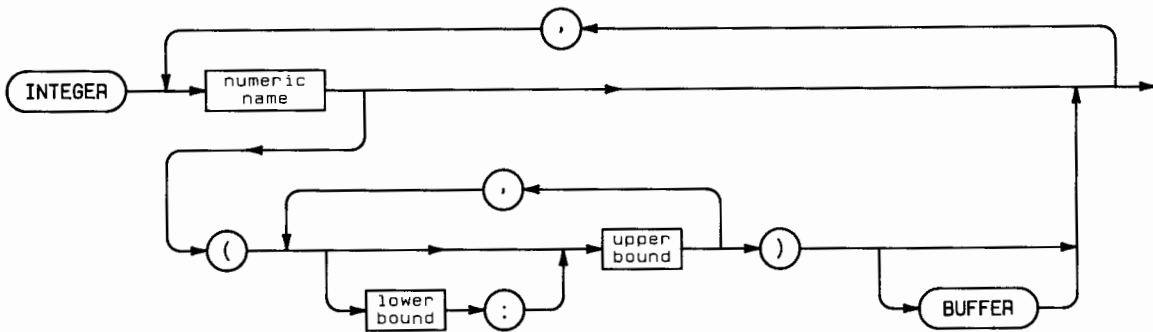 ,
INTEGER
numeric
name
,
(
upper
bound
)
lower
bound
:
BUFFER